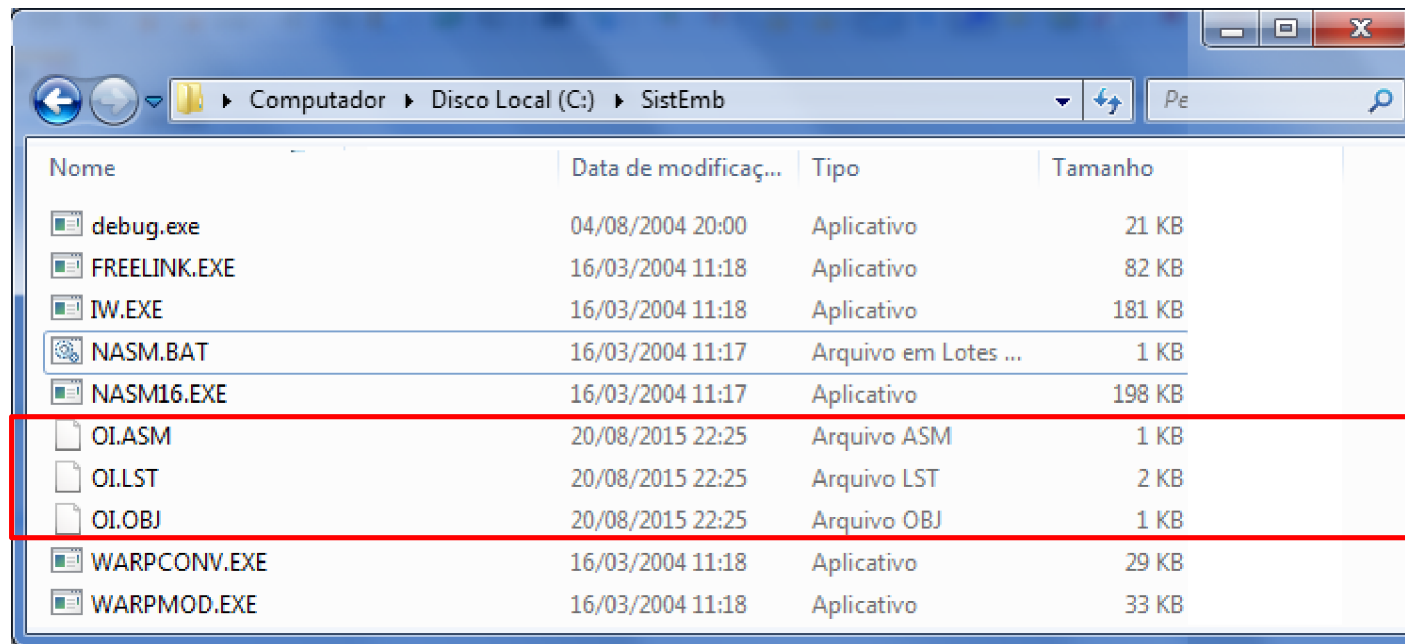 Computador Disco Local (C:) SistEmb Pe
Nome Data de modificaç... Tipo Tamanho
debug.exe 04/08/2004 20:00 Aplicativo 21 KB
FREELINK.EXE 16/03/2004 11:18 Aplicativo 82 KB
IW.EXE 16/03/2004 11:18 Aplicativo 181 KB
NASM.BAT 16/03/2004 11:17 Arquivo em Lotes ... 1 KB
NASM16.EXE 16/03/2004 11:17 Aplicativo 198 KB
OI.ASM 20/08/2015 22:25 Arquivo ASM 1 KB
OI.LST 20/08/2015 22:25 Arquivo LST 2 KB
OI.OBJ 20/08/2015 22:25 Arquivo OBJ 1 KB
WARPCONV.EXE 16/03/2004 11:18 Aplicativo 29 KB
WARPMOD.EXE 16/03/2004 11:18 Aplicativo 33 KB